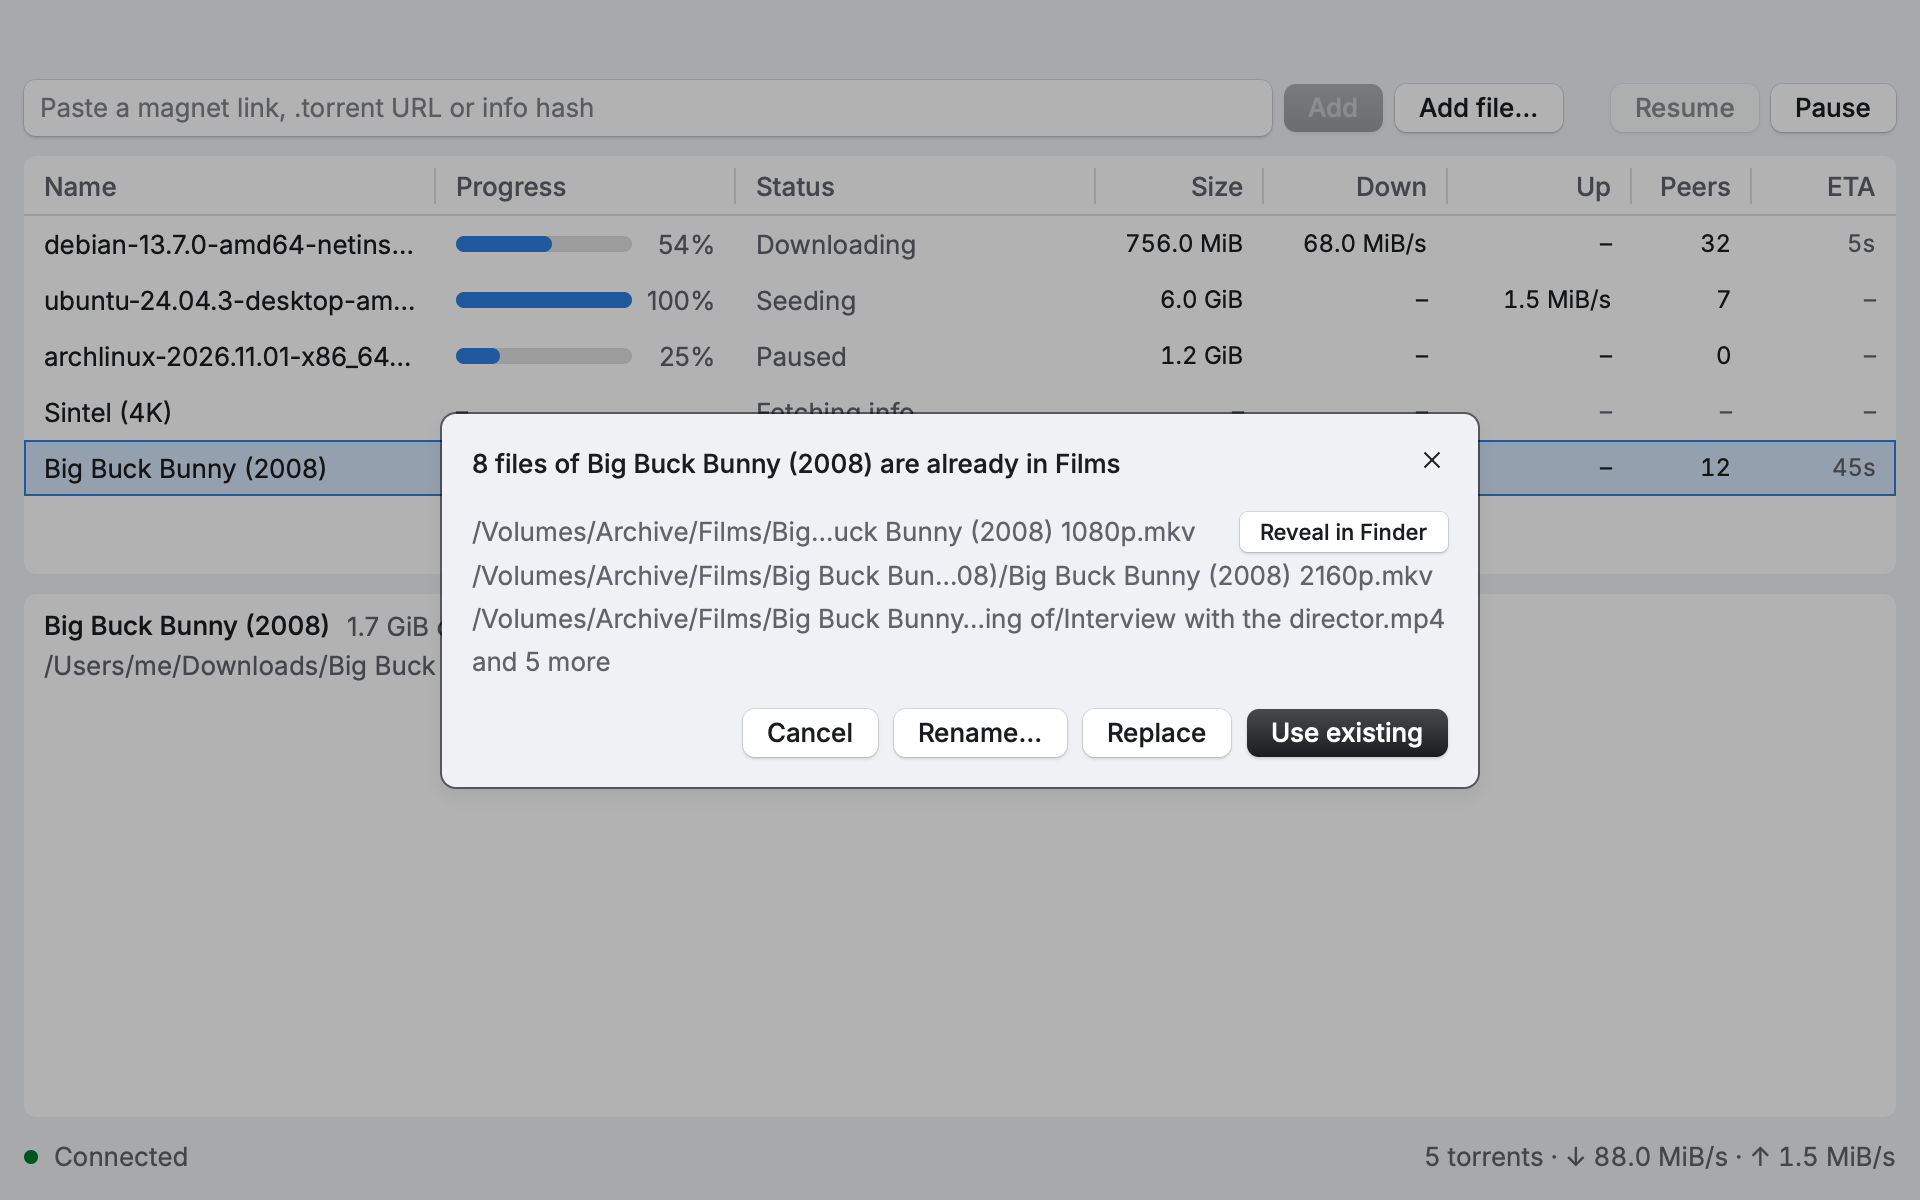 Paste a magnet link, .torrent URL or info hash
Add
Add file...
Resume
Pause
Name Progress Status Size Down Up Peers ETA
debian-13.7.0-amd64-netins... 54% Downloading 756.0 MiB 68.0 MiB/s – 32 5s
ubuntu-24.04.3-desktop-am... 100% Seeding 6.0 GiB – 1.5 MiB/s 7 –
archlinux-2026.11.01-x86_64... 25% Paused 1.2 GiB – – 0 –
Sintel (4K) – Fetching info – – – – –
Big Buck Bunny (2008) – 12 45s
8 files of Big Buck Bunny (2008) are already in Films
/Volumes/Archive/Films/Big...uck Bunny (2008) 1080p.mkv
Reveal in Finder
/Volumes/Archive/Films/Big Buck Bun...08)/Big Buck Bunny (2008) 2160p.mkv
/Volumes/Archive/Films/Big Buck Bunny...ing of/Interview with the director.mp4
and 5 more
Cancel
Rename...
Replace
Use existing
Big Buck Bunny (2008) 1.7 GiB
/Users/me/Downloads/Big Buck
Connected
5 torrents · ↓ 88.0 MiB/s · ↑ 1.5 MiB/s